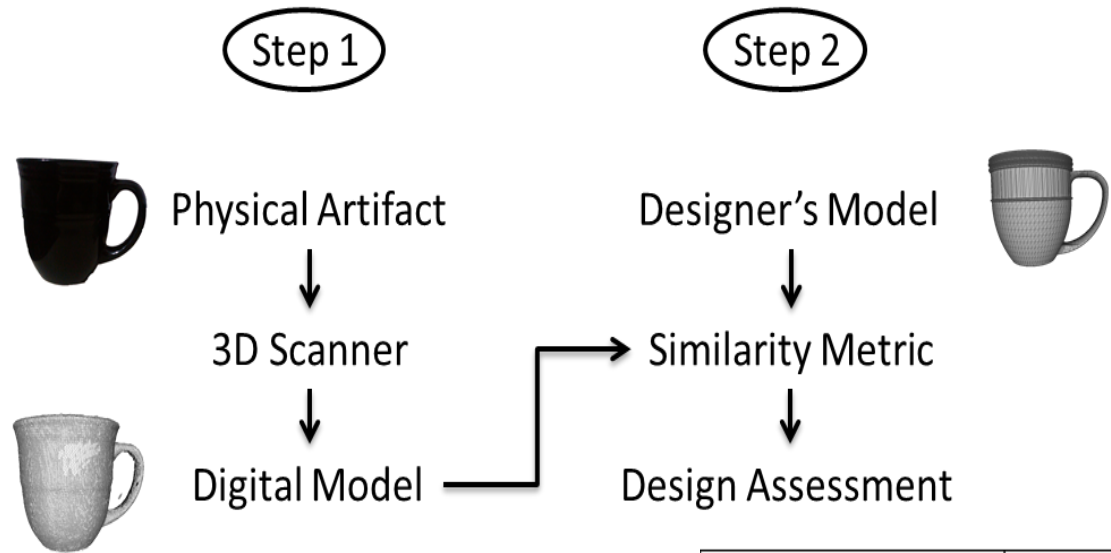 Step 1
Step 2
Physical Artifact
Designer's Model
3D Scanner
Similarity Metric
Digital Model
Design Assessment